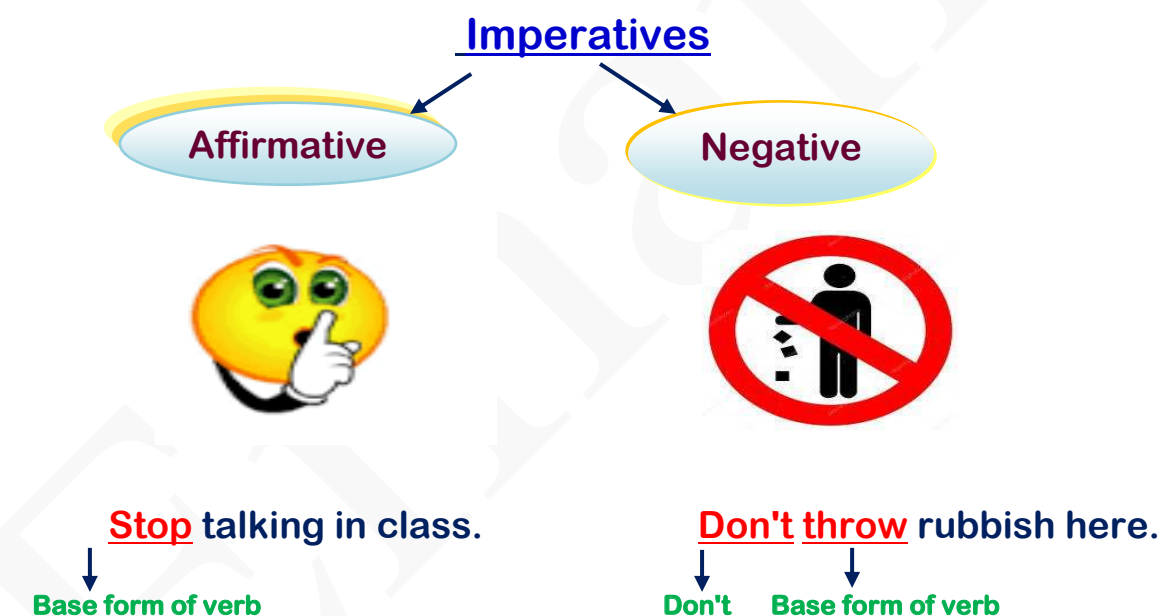 Imperatives
Affirmative Negative
Stop talking in class. Don't throw rubbish here.
Base form of verb Don't Base form of verb